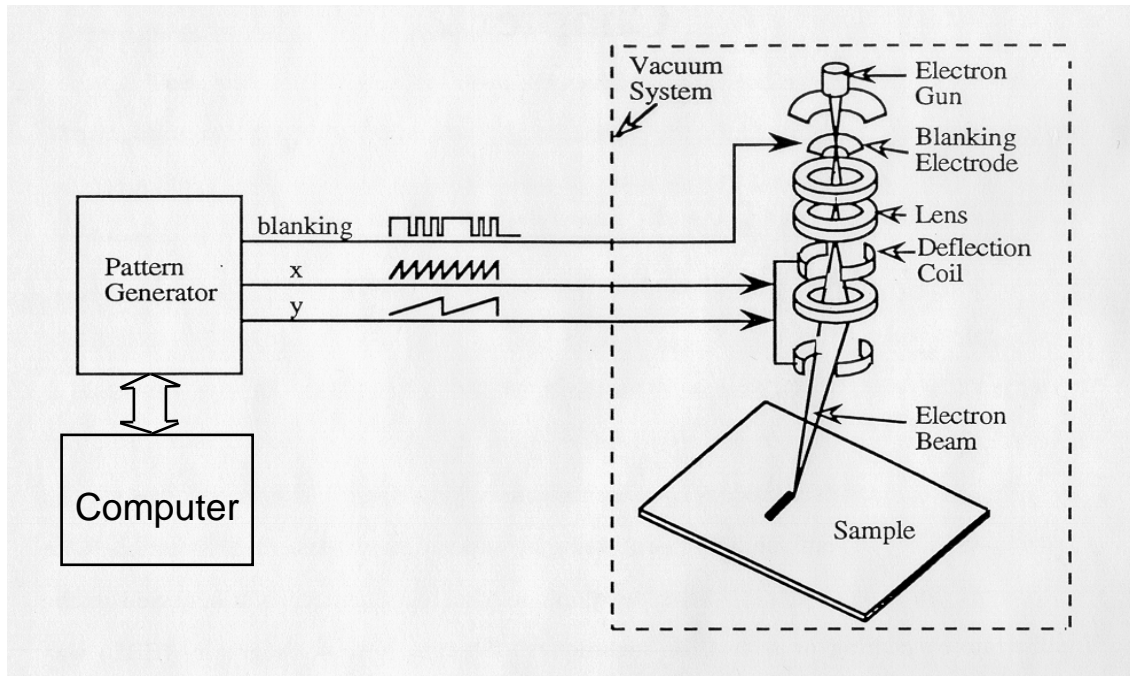 Vacuum
System
Electron
Gun
Blanking
Electrode
Lens
Deflection
Coil
blanking
x
y
Pattern
Generator
Computer
Electron
Beam
Sample